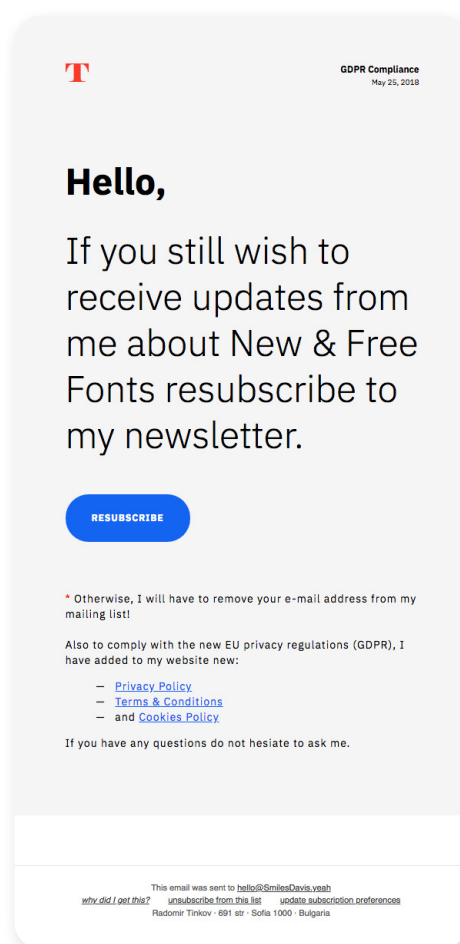 T
GDPR Compliance
May 25, 2018
Hello,
If you still wish to
receive updates from
me about New & Free
Fonts resubscribe to
my newsletter.
RESUBSCRIBE
* Otherwise, I will have to remove your e-mail address from my
mailing list!
Also to comply with the new EU privacy regulations (GDPR), I
have added to my website new:
— Privacy Policy
— Terms & Conditions
— and Cookies Policy
If you have any questions do not hesiate to ask me.
This email was sent to hello@SmilesDavis.yeah
why did I get this? unsubscribe from this list update subscription preferences
Radomir Tinkov · 691 str · Sofia 1000 · Bulgaria